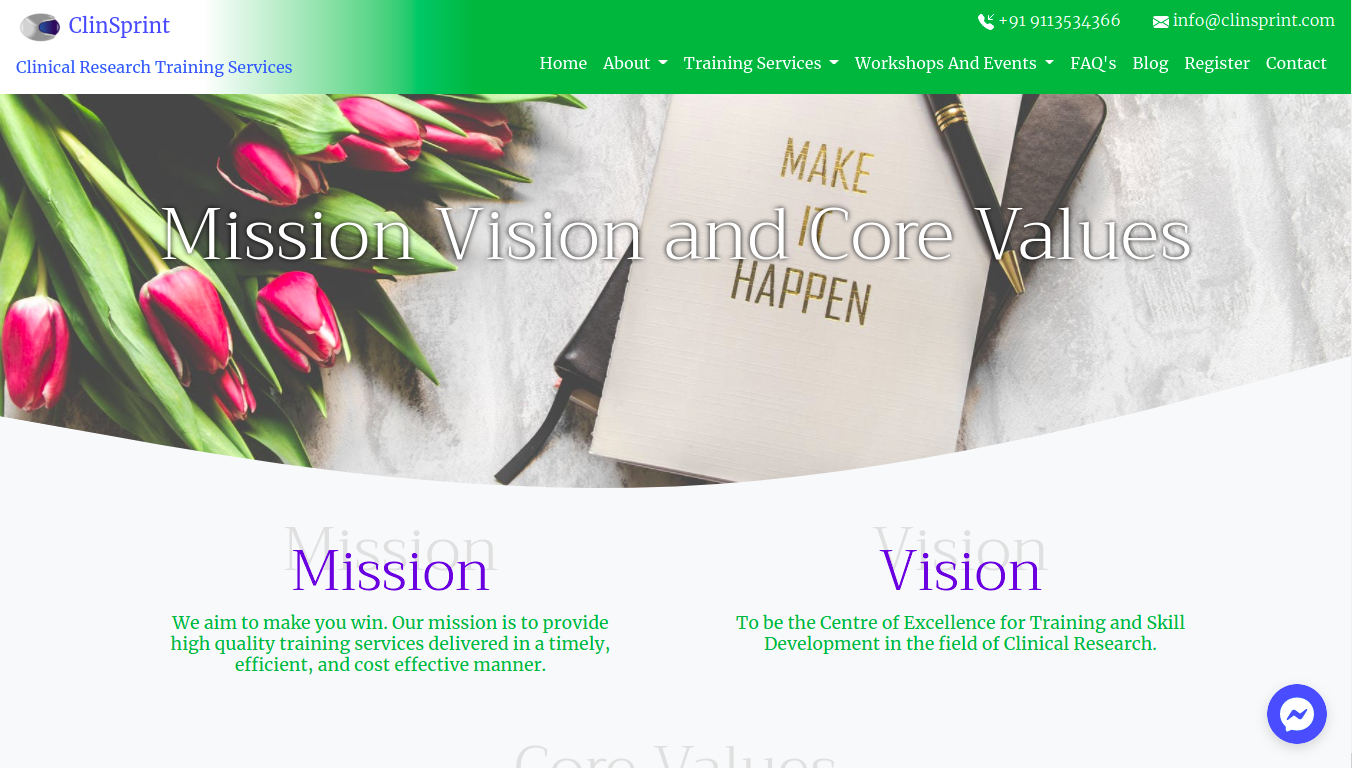 ClinSprint
+91 9113534366 info@clinsprint.com
Clinical Research Training Services
Home About Training Services Workshops And Events FAQ's Blog Register Contact
MAKE
IT
HAPPEN
Mission Vision and Core Values
Mission
Mission
We aim to make you win. Our mission is to provide
high quality training services delivered in a timely,
efficient, and cost effective manner.
Vision
Vision
To be the Centre of Excellence for Training and Skill
Development in the field of Clinical Research.
Core Values